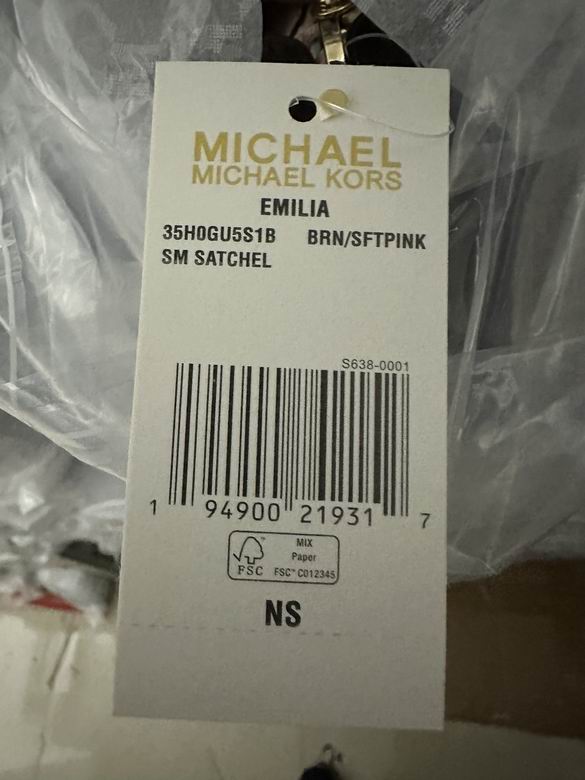 MICHAEL
MICHAEL KORS
EMILIA
35H0GU5S1B BRN/SFTPINK
SM SATCHEL
S638-0001
1 94900 21931 7
FSC
MIX
Paper
FSC™ C012345
NS